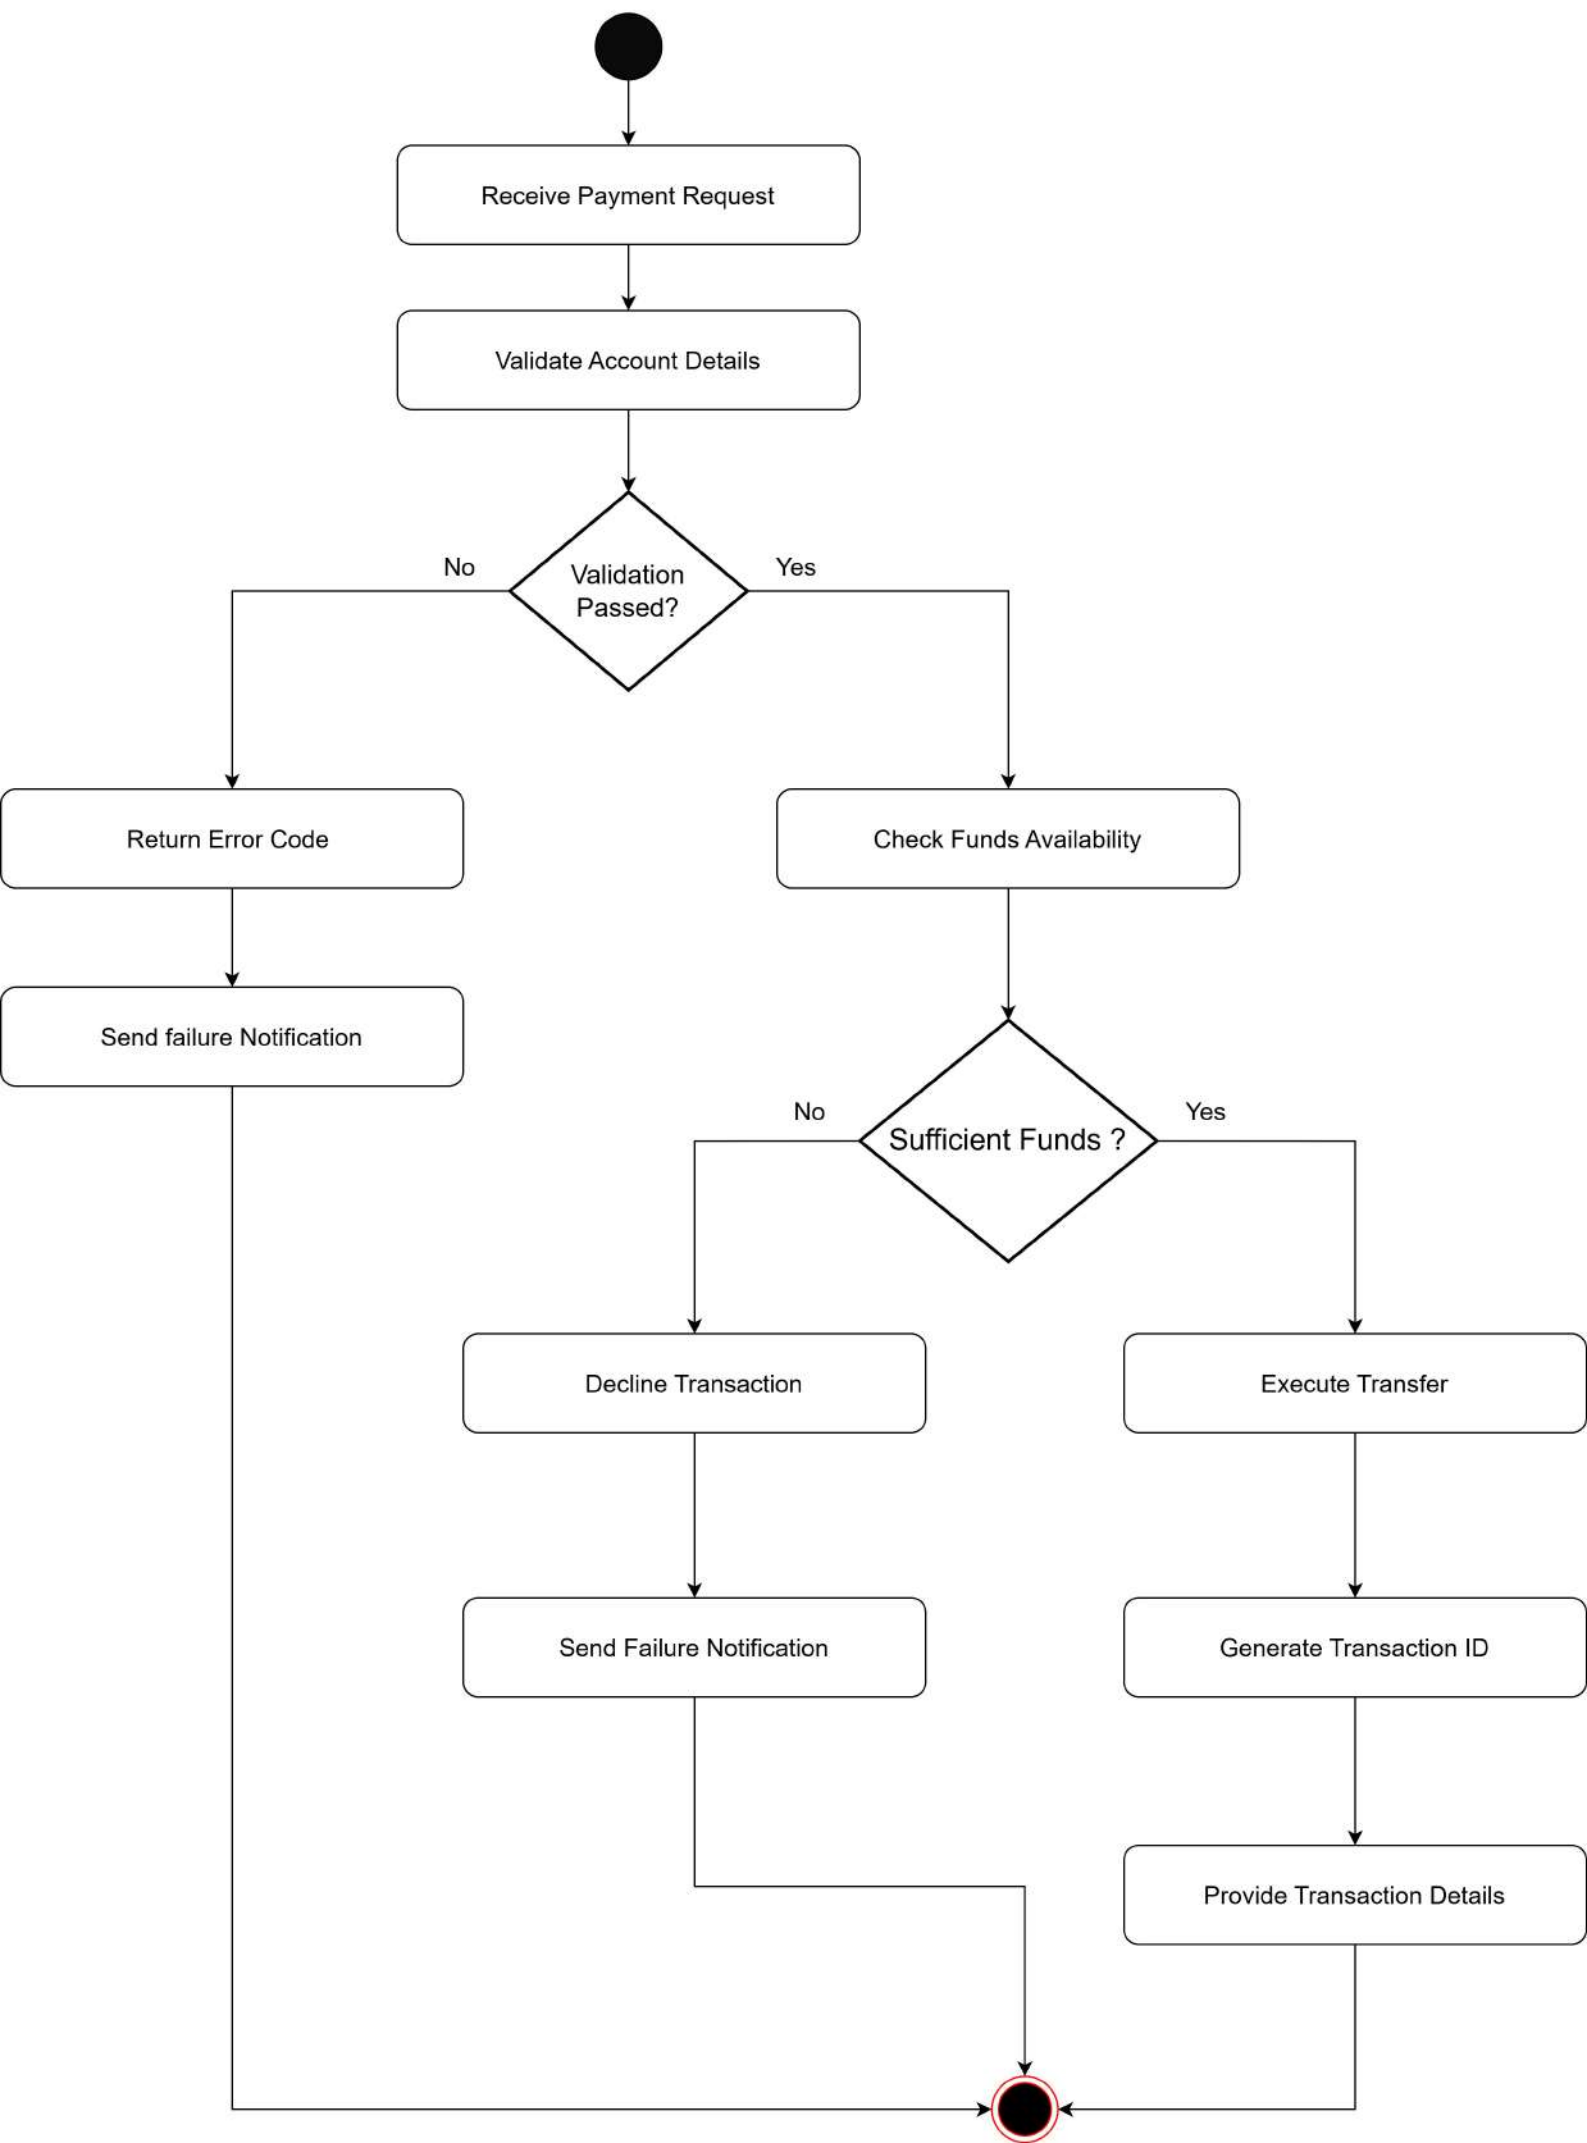 Receive Payment Request
Validate Account Details
No
Yes
Validation
Passed?
Return Error Code
Check Funds Availability
Send failure Notification
No
Yes
Sufficient Funds ?
Decline Transaction
Execute Transfer
Send Failure Notification
Generate Transaction ID
Provide Transaction Details